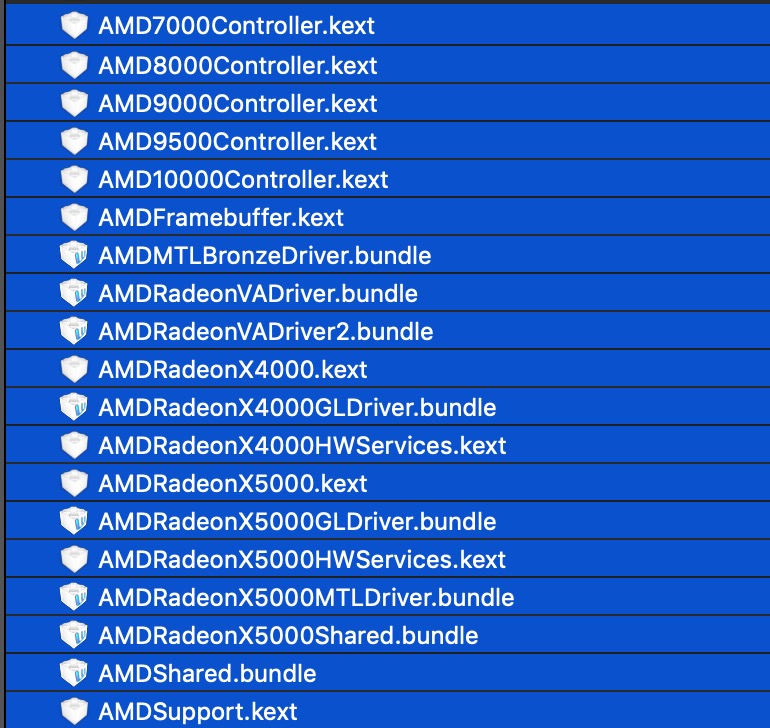 AMD7000Controller.kext
AMD8000Controller.kext
AMD9000Controller.kext
AMD9500Controller.kext
AMD10000Controller.kext
AMDFramebuffer.kext
AMDMTLBronzeDriver.bundle
AMDRadeonVADriver.bundle
AMDRadeonVADriver2.bundle
AMDRadeonX4000.kext
AMDRadeonX4000GLDriver.bundle
AMDRadeonX4000HWServices.kext
AMDRadeonX5000.kext
AMDRadeonX5000GLDriver.bundle
AMDRadeonX5000HWServices.kext
AMDRadeonX5000MTLDriver.bundle
AMDRadeonX5000Shared.bundle
AMDShared.bundle
AMDSupport.kext